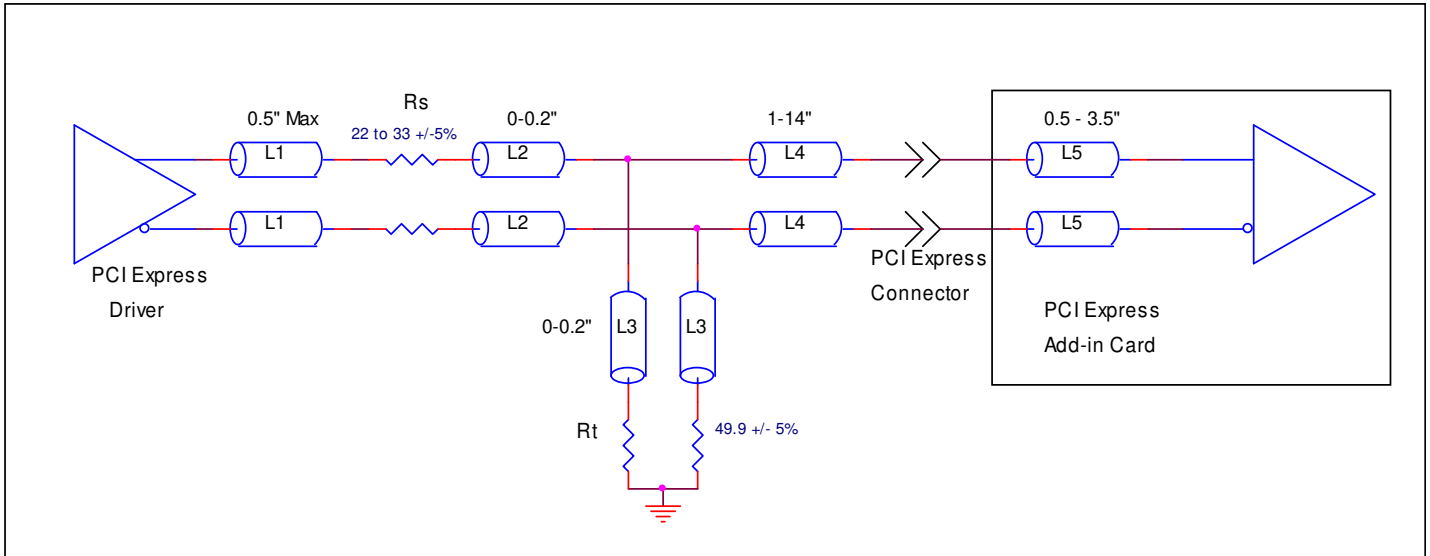 Rs
0.5" Max
22 to 33 +/-5%
0-0.2"
1-14"
0.5 - 3.5"
L1
L2
L4
L5
L1
L2
L4
L5
PCI Express
Driver
PCI Express
Connector
PCI Express
Add-in Card
0-0.2"
L3
L3
Rt
49.9 +/- 5%